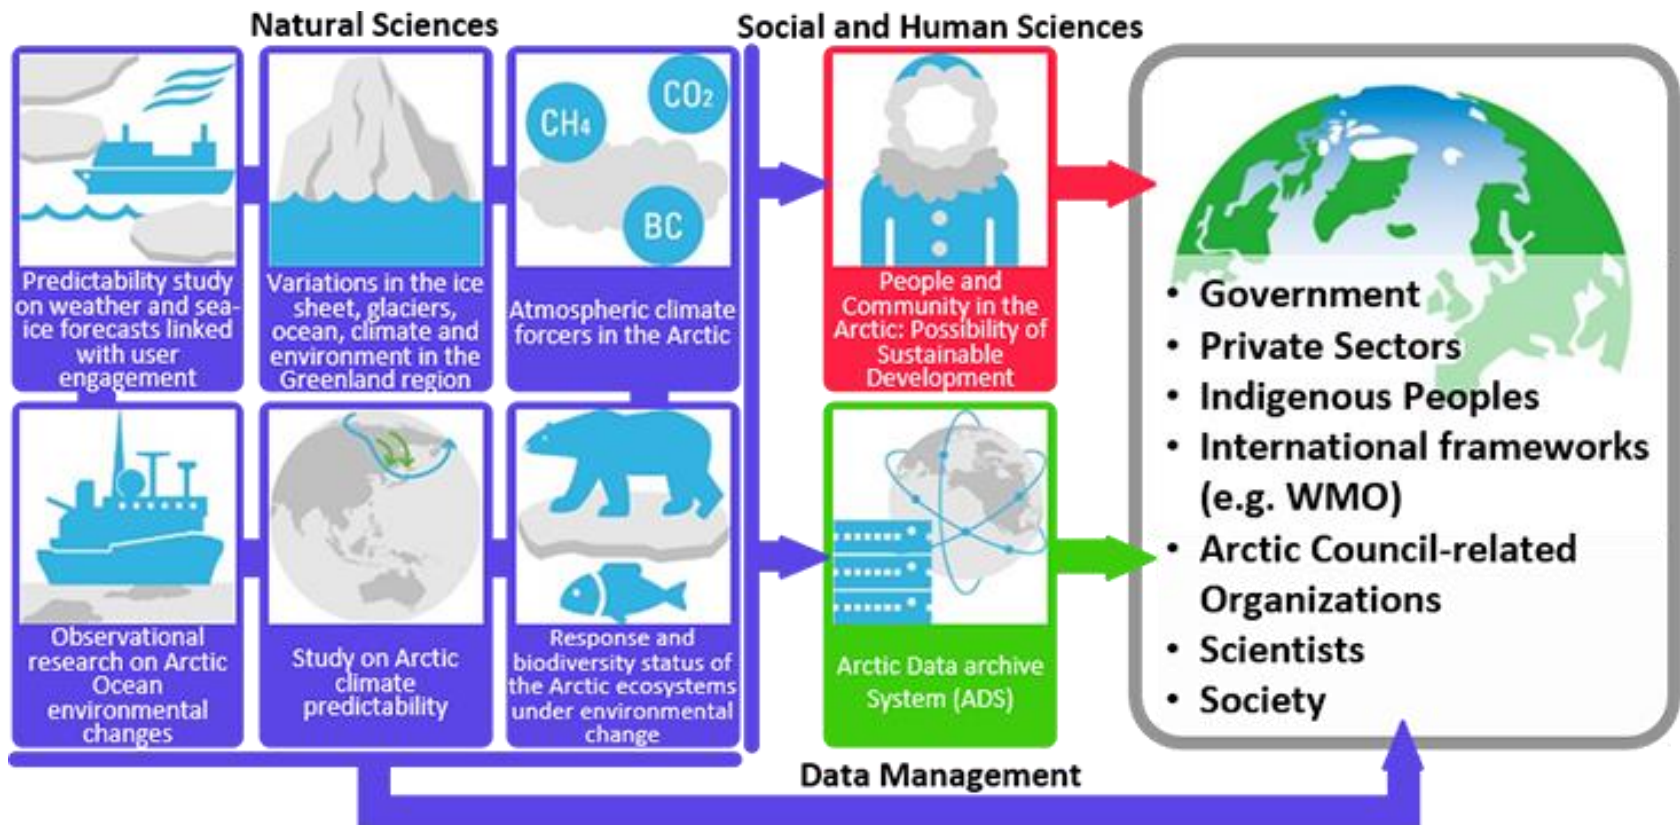 Natural Sciences
Social and Human Sciences
Predictability study
on weather and sea-
ice forecasts linked
with user
engagement
Variations in the ice
sheet, glaciers,
ocean, climate and
environment in the
Greenland region
CH₄
CO₂
BC
Atmospheric climate
forcers in the Arctic
People and
Community in the
Arctic: Possibility of
Sustainable
Development
Observational
research on Arctic
Ocean
environmental
changes
Study on Arctic
climate
predictability
Response and
biodiversity status of
the Arctic ecosystems
under environmental
change
Arctic Data archive
System (ADS)
Data Management
• Government
• Private Sectors
• Indigenous Peoples
• International frameworks
(e.g. WMO)
• Arctic Council-related
Organizations
• Scientists
• Society